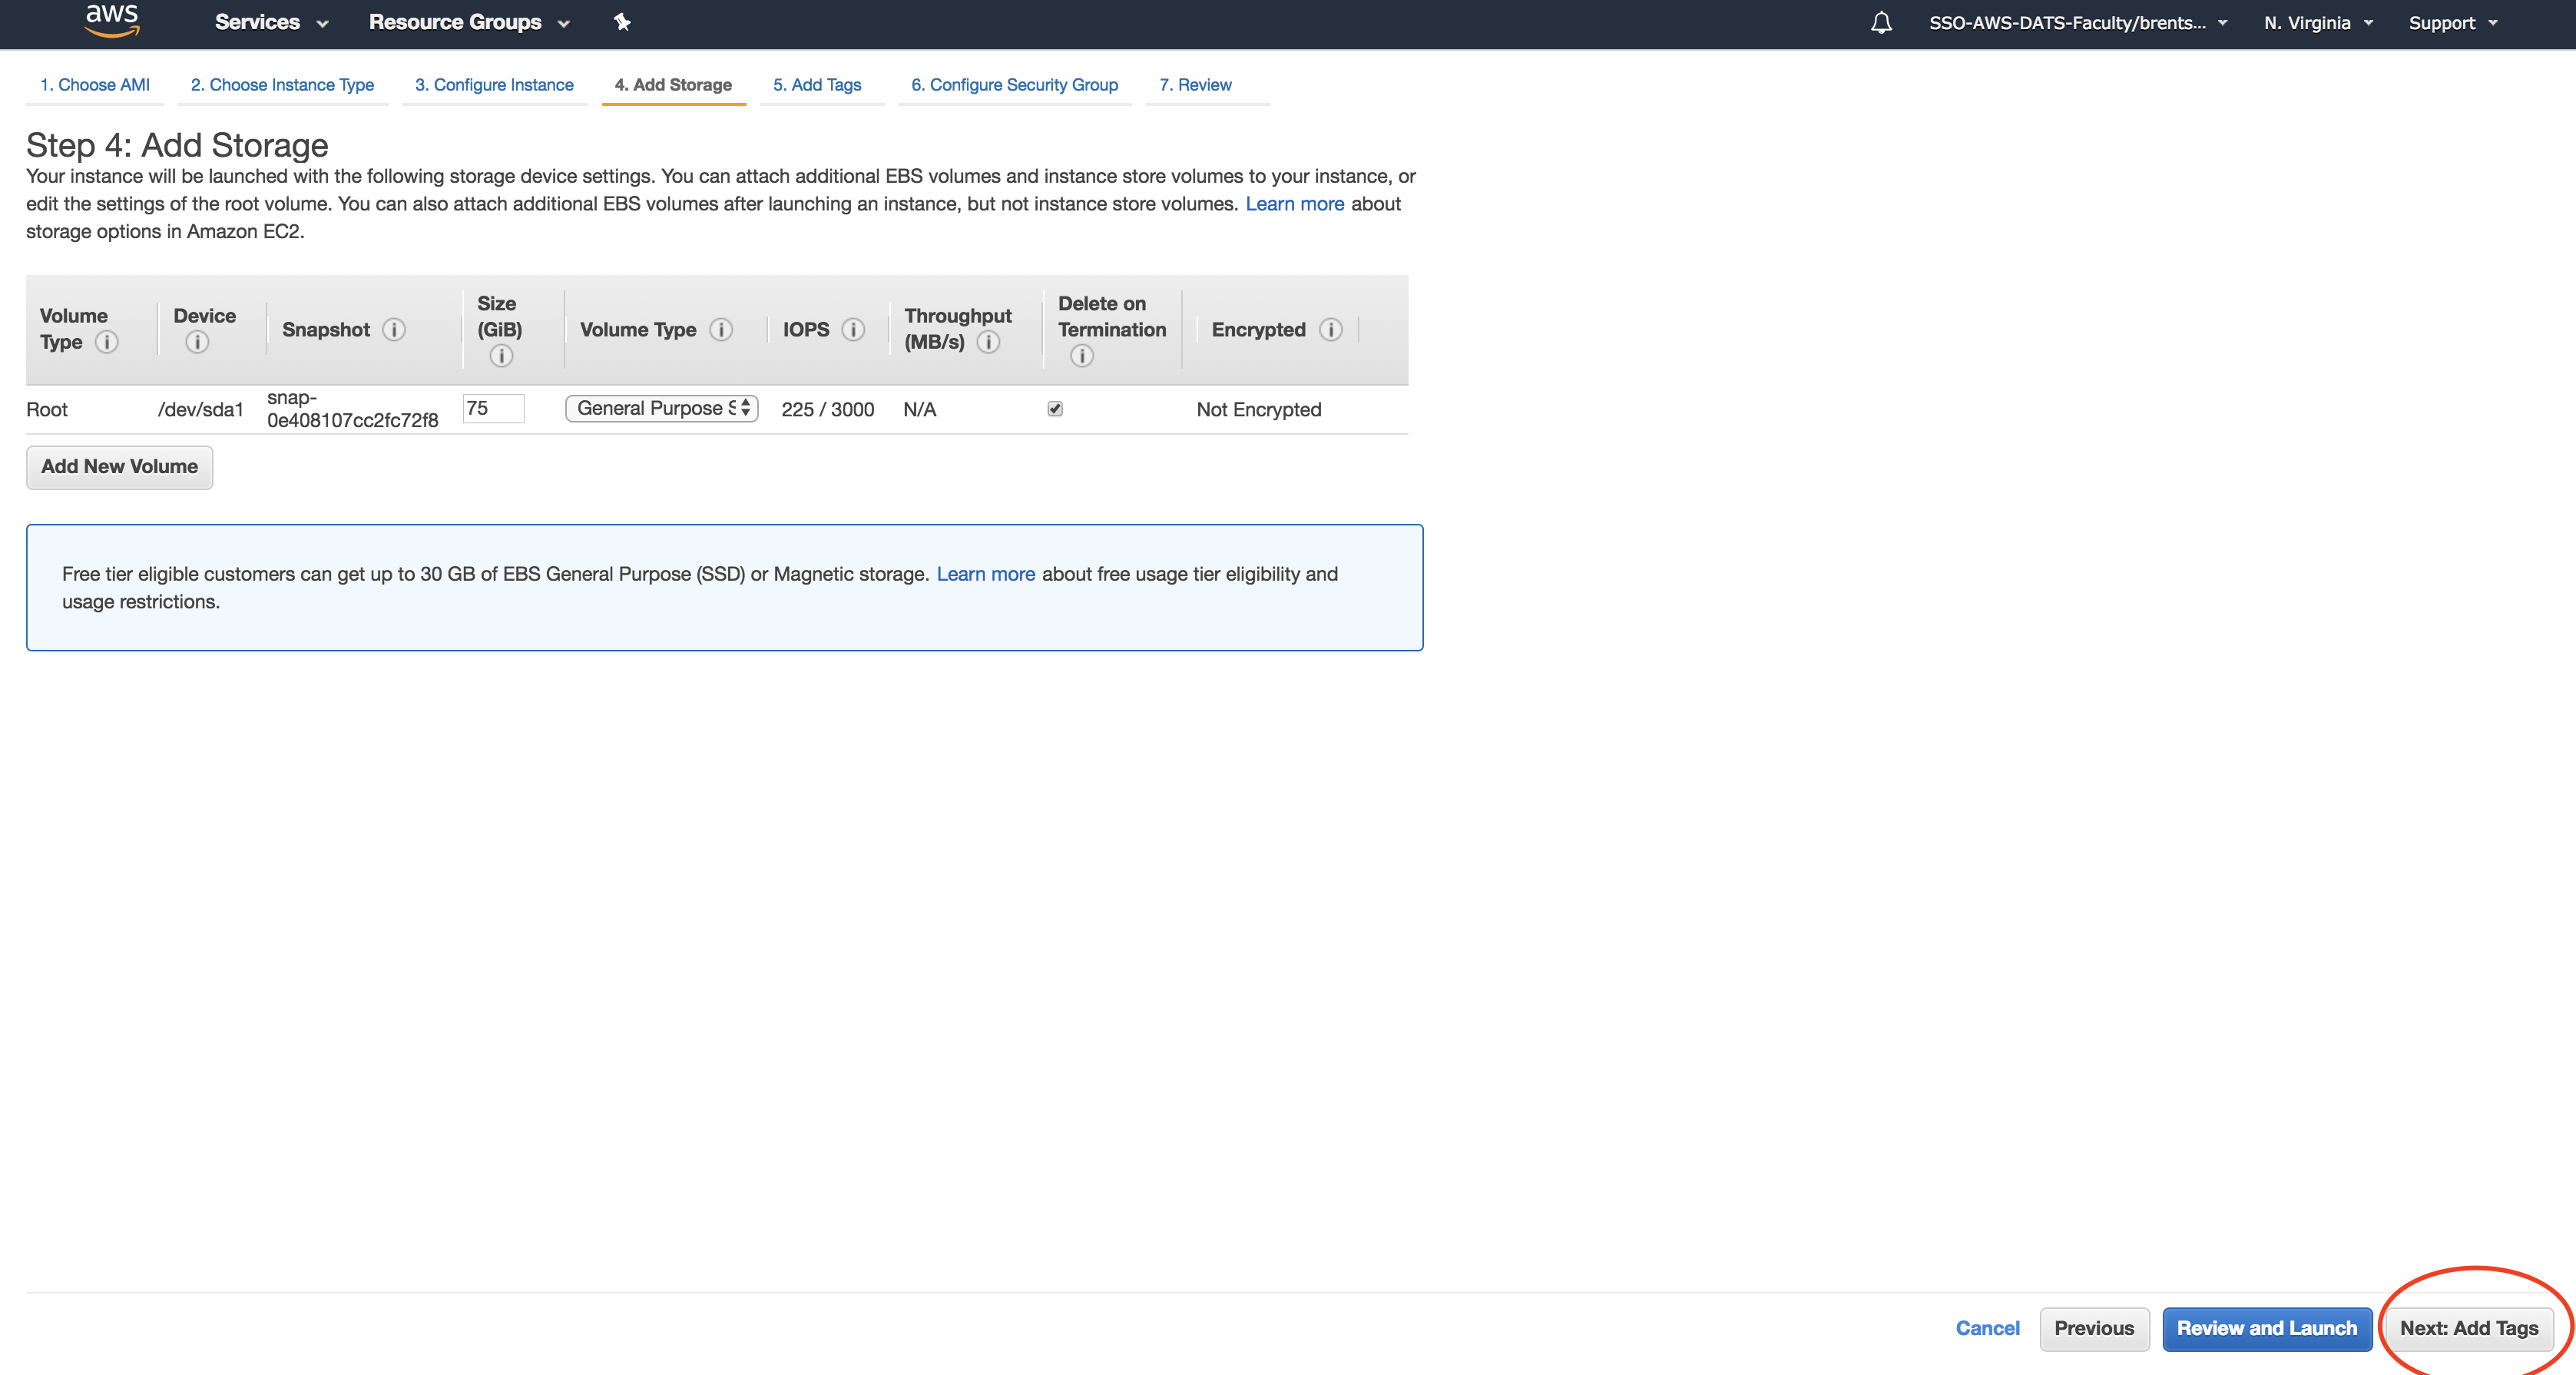 aws Services Resource Groups SSO-AWS-DATS-Faculty/brents... N. Virginia Support
1. Choose AMI 2. Choose Instance Type 3. Configure Instance 4. Add Storage 5. Add Tags 6. Configure Security Group 7. Review
Step 4: Add Storage
Your instance will be launched with the following storage device settings. You can attach additional EBS volumes and instance store volumes to your instance, or
edit the settings of the root volume. You can also attach additional EBS volumes after launching an instance, but not instance store volumes. Learn more about
storage options in Amazon EC2.
Volume
Type i
Device
i
Snapshot i
Size
(GiB)
i
Volume Type i
IOPS i
Throughput
(MB/s) i
Delete on
Termination
i
Encrypted i
Root
/dev/sda1
snap-
0e408107cc2fc72f8
75
General Purpose S
225 / 3000
N/A
Not Encrypted
Add New Volume
Free tier eligible customers can get up to 30 GB of EBS General Purpose (SSD) or Magnetic storage. Learn more about free usage tier eligibility and
usage restrictions.
Cancel Previous Review and Launch Next: Add Tags